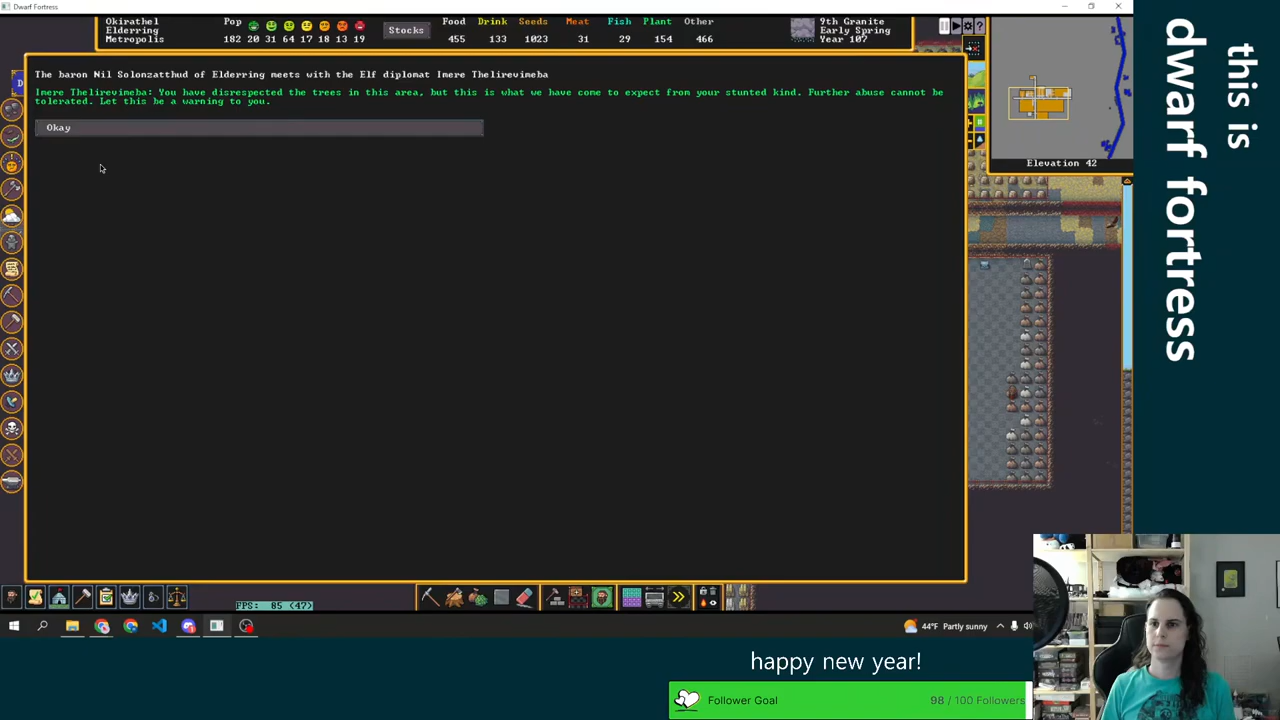 Dwarf Fortress
Okirathel
Elderring
Metropolis
Pop
182 20 31 64 17 18 13 19
Stocks
Food Drink Seeds Meat Fish Plant Other
455 133 1023 31 29 154 466
9th Granite
Early Spring
Year 107
The baron Nil Solonzatthud of Elderring meets with the Elf diplomat Imere Thelirevimeba
Imere Thelirevimeba: You have disrespected the trees in this area, but this is what we have come to expect from your stunted kind. Further abuse cannot be
tolerated. Let this be a warning to you.
Okay
Elevation 42
this is
dwarf fortress
FPS: 85 (47)
44°F Partly sunny
happy new year!
Follower Goal
98 / 100 Followers